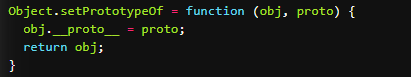 Object.setPrototypeOf = function (obj, proto) {
  obj.__proto__ = proto;
  return obj;
}